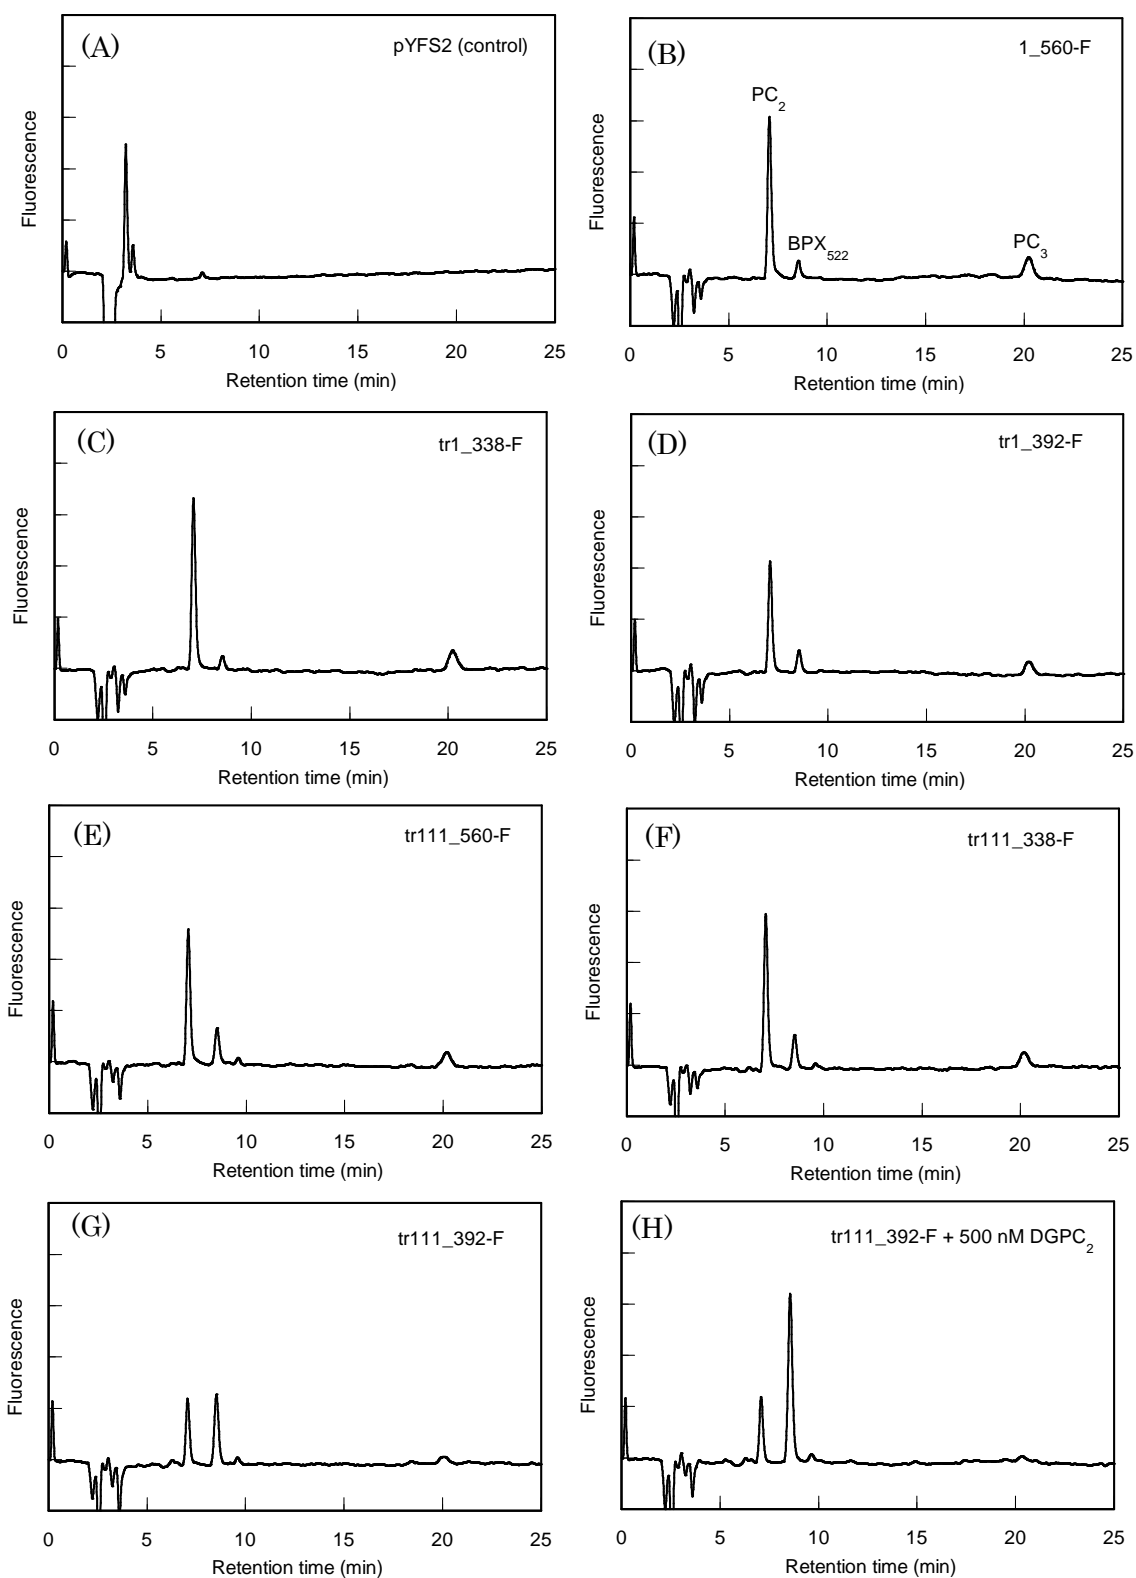 (A)
pYFS2 (control)
Fluorescence
0 5 10 15 20 25
Retention time (min)
(B)
1_560-F
PC2
BPX522
PC3
Fluorescence
0 5 10 15 20 25
Retention time (min)
(C)
tr1_338-F
Fluorescence
0 5 10 15 20 25
Retention time (min)
(D)
tr1_392-F
Fluorescence
0 5 10 15 20 25
Retention time (min)
(E)
tr111_560-F
Fluorescence
0 5 10 15 20 25
Retention time (min)
(F)
tr111_338-F
Fluorescence
0 5 10 15 20 25
Retention time (min)
(G)
tr111_392-F
Fluorescence
0 5 10 15 20 25
Retention time (min)
(H)
tr111_392-F + 500 nM DGPC2
Fluorescence
0 5 10 15 20 25
Retention time (min)